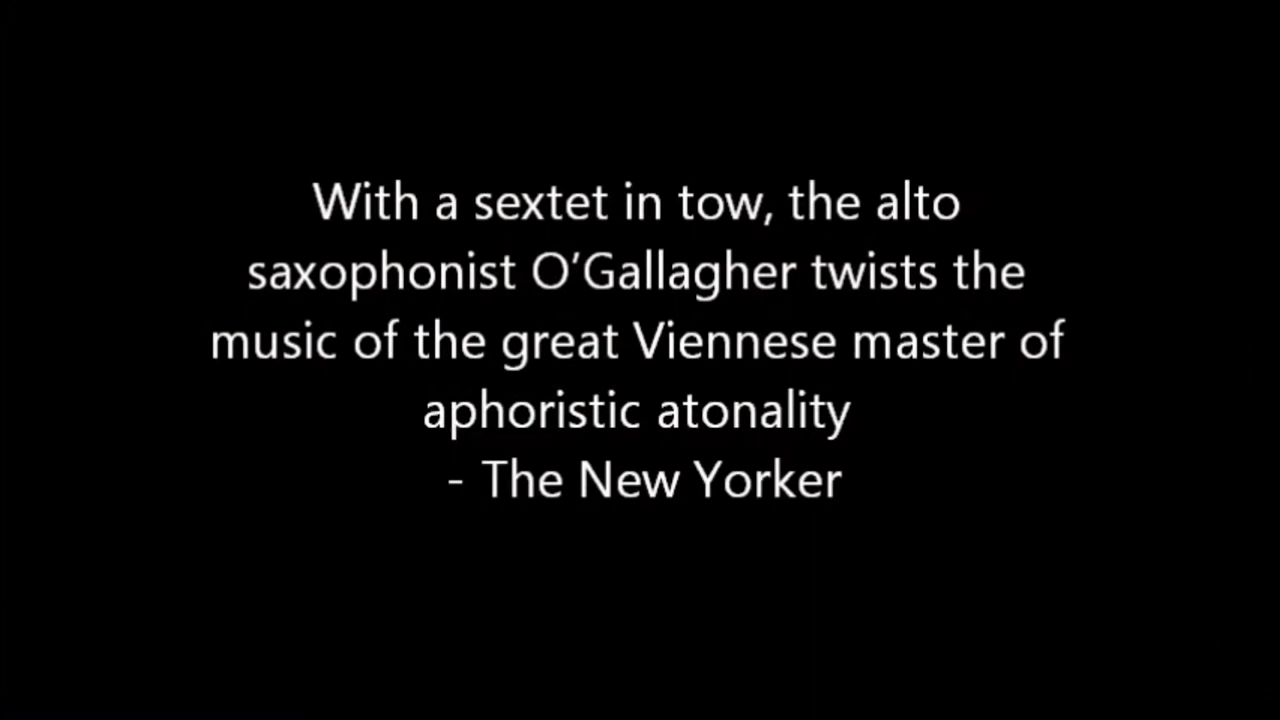 With a sextet in tow, the alto
saxophonist O’Gallagher twists the
music of the great Viennese master of
aphoristic atonality
- The New Yorker